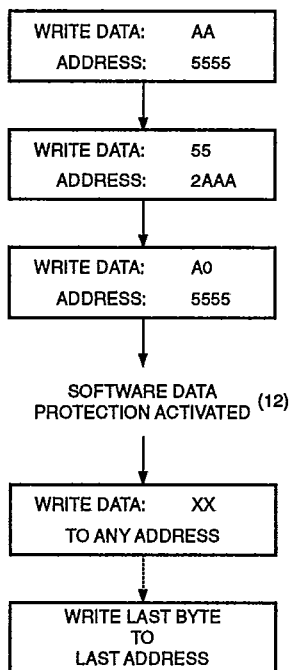 WRITE DATA: AA
ADDRESS: 5555
WRITE DATA: 55
ADDRESS: 2AAA
WRITE DATA: A0
ADDRESS: 5555
SOFTWARE DATA
PROTECTION ACTIVATED (12)
WRITE DATA: XX
TO ANY ADDRESS
WRITE LAST BYTE
TO
LAST ADDRESS